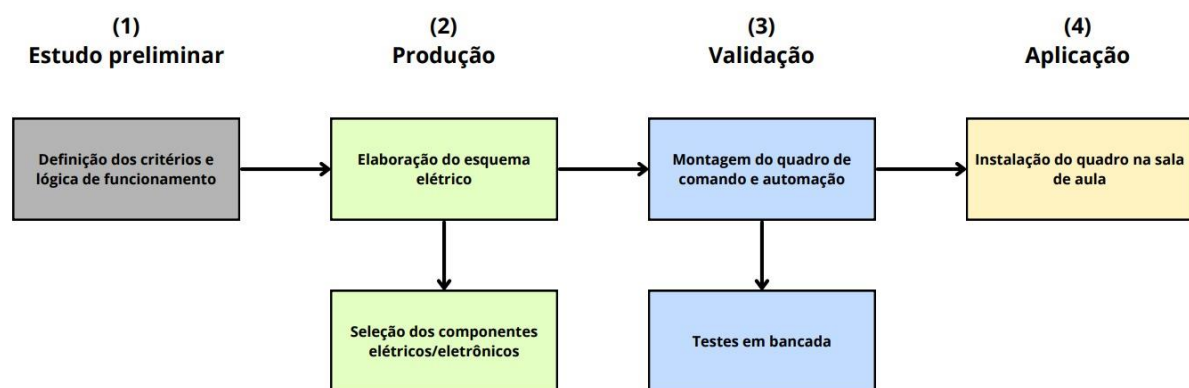 (1)
Estudo preliminar
(2)
Produção
(3)
Validação
(4)
Aplicação
Definição dos critérios e
lógica de funcionamento
Elaboração do esquema
elétrico
Montagem do quadro de
comando e automação
Instalação do quadro na sala
de aula
Seleção dos componentes
elétricos/eletrônicos
Testes em bancada